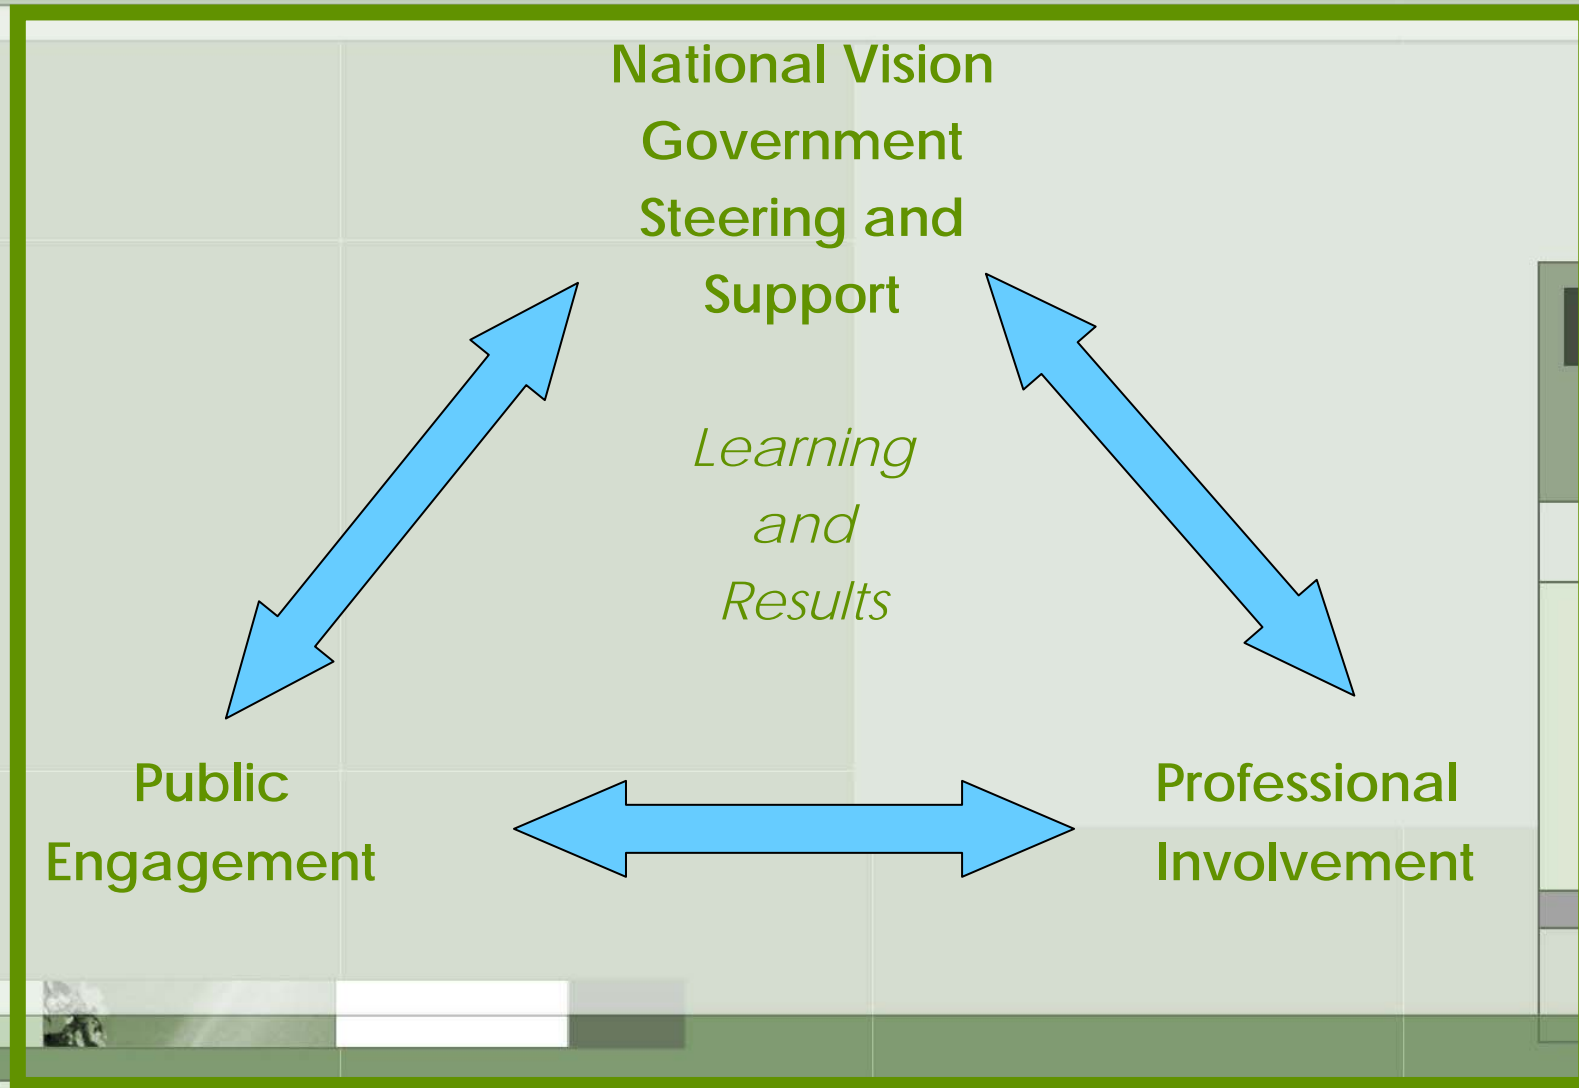 National Vision
Government
Steering and
Support
Learning
and
Results
Public
Engagement
Professional
Involvement